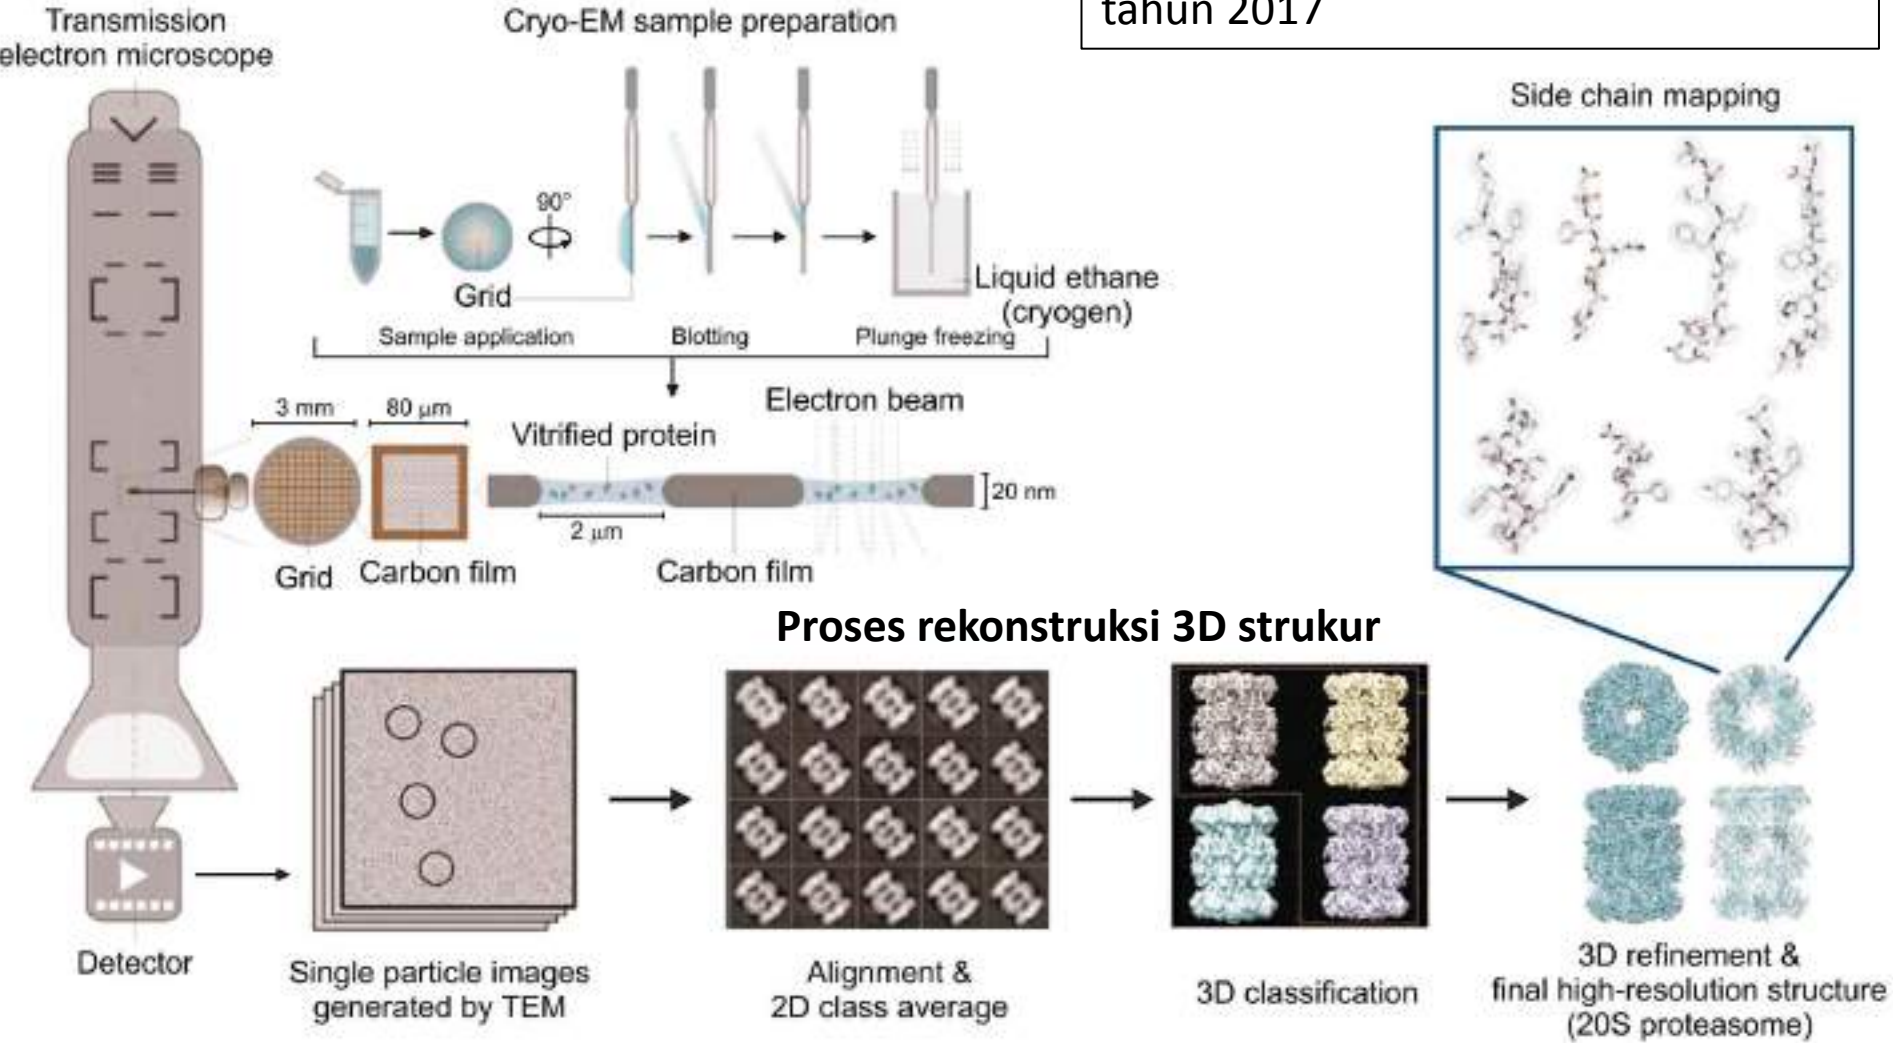 tahun 2017
Transmission
electron microscope
Cryo-EM sample preparation
90°
Grid
Liquid ethane
(cryogen)
Sample application
Blotting
Plunge freezing
Side chain mapping
3 mm
80 µm
Vitrified protein
Electron beam
20 nm
2 µm
Grid
Carbon film
Carbon film
Proses rekonstruksi 3D strukur
Detector
Single particle images
generated by TEM
Alignment &
2D class average
3D classification
3D refinement &
final high-resolution structure
(20S proteasome)